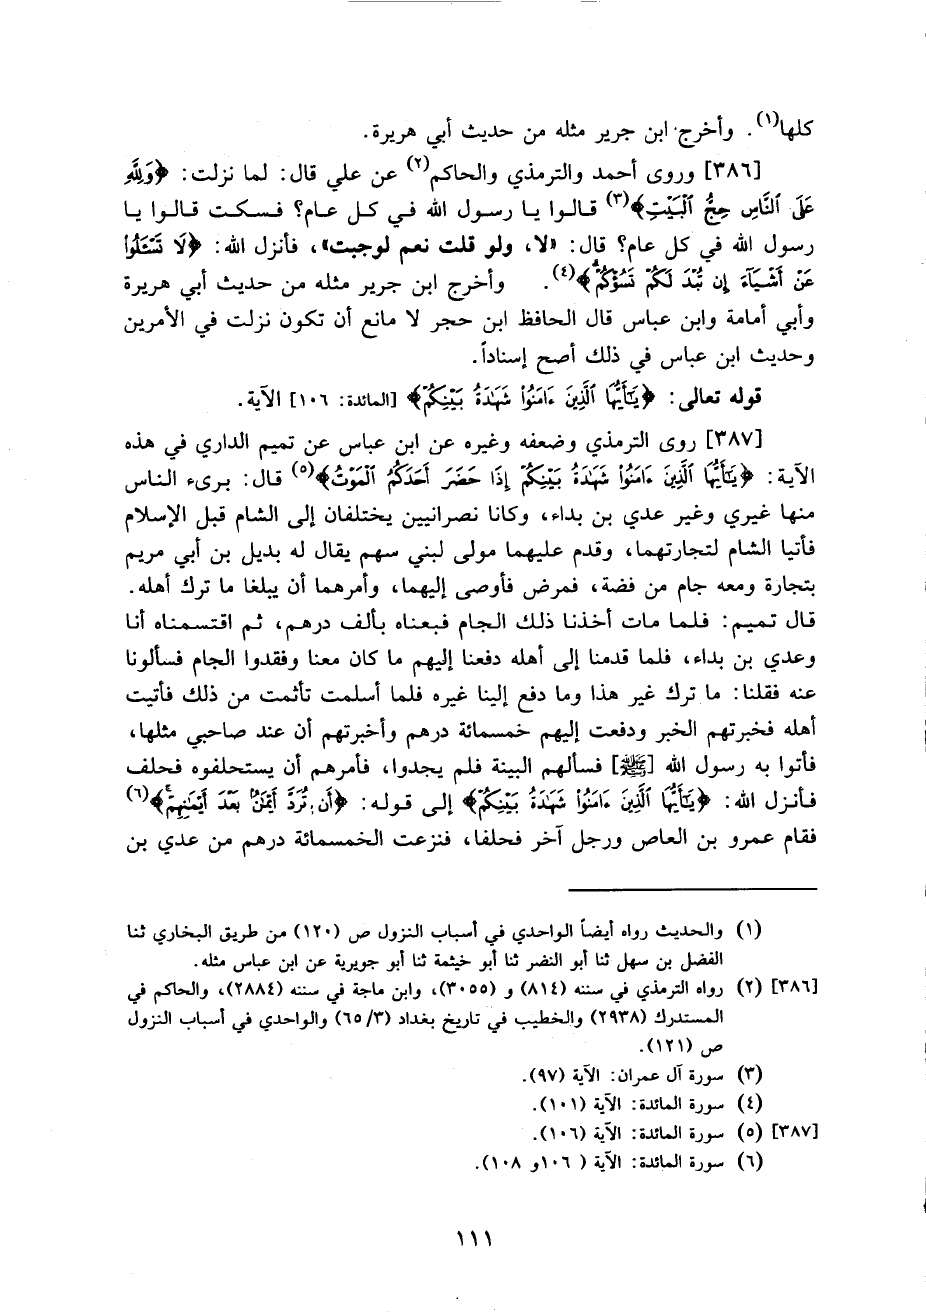 كلها(١). وأخرج ابن جرير مثله من حديث أبي هريرة.
[٣٨٦] وروى أحمد والترمذي والحاكم(٢) عن علي قال: لما نزلت: ﴿وَلِلَّهِ
عَلَى ٱلنَّاسِ حِجُّ ٱلْبَيْتِ﴾(٣) قالوا يا رسول الله في كل عام؟ فسكت قالوا يا
رسول الله في كل عام؟ قال: «لا، ولو قلت نعم لوجبت»، فأنزل الله: ﴿لَا تَسْـَٔلُوا۟
عَنْ أَشْيَآءَ إِن تُبْدَ لَكُمْ تَسُؤْكُمْ﴾(٤). وأخرج ابن جرير مثله من حديث أبي هريرة
وأبي أمامة وابن عباس قال الحافظ ابن حجر لا مانع أن تكون نزلت في الأمرين
وحديث ابن عباس في ذلك أصح إسناداً.
قوله تعالى: ﴿يَـٰٓأَيُّهَا ٱلَّذِينَ ءَامَنُوا۟ شَهَـٰدَةُ بَيْنِكُمْ﴾ [المائدة: ١٠٦] الآية.
[٣٨٧] روى الترمذي وضعفه وغيره عن ابن عباس عن تميم الداري في هذه
الآية: ﴿يَـٰٓأَيُّهَا ٱلَّذِينَ ءَامَنُوا۟ شَهَـٰدَةُ بَيْنِكُمْ إِذَا حَضَرَ أَحَدَكُمُ ٱلْمَوْتُ﴾(٥) قال: برىء الناس
منها غيري وغير عدي بن بداء، وكانا نصرانيين يختلفان إلى الشام قبل الإسلام
فأتيا الشام لتجارتهما، وقدم عليهما مولى لبني سهم يقال له بديل بن أبي مريم
بتجارة ومعه جام من فضة، فمرض فأوصى إليهما، وأمرهما أن يبلغا ما ترك أهله.
قال تميم: فلما مات أخذنا ذلك الجام فبعناه بألف درهم، ثم اقتسمناه أنا
وعدي بن بداء، فلما قدمنا إلى أهله دفعنا إليهم ما كان معنا وفقدوا الجام فسألونا
عنه فقلنا: ما ترك غير هذا وما دفع إلينا غيره فلما أسلمت تأثمت من ذلك فأتيت
أهله فخبرتهم الخبر ودفعت إليهم خمسمائة درهم وأخبرتهم أن عند صاحبي مثلها،
فأتوا به رسول الله [ﷺ] فسألهم البينة فلم يجدوا، فأمرهم أن يستحلفوه فحلف
فأنزل الله: ﴿يَـٰٓأَيُّهَا ٱلَّذِينَ ءَامَنُوا۟ شَهَـٰدَةُ بَيْنِكُمْ﴾ إلى قوله: ﴿أَن تُرَدَّ أَيْمَـٰنٌۢ بَعْدَ أَيْمَـٰنِهِمْ﴾(٦)
فقام عمرو بن العاص ورجل آخر فحلفا، فنزعت الخمسمائة درهم من عدي بن
(١) والحديث رواه أيضاً الواحدي في أسباب النزول ص (١٢٠) من طريق البخاري ثنا
الفضل بن سهل ثنا أبو النضر ثنا أبو خيثمة ثنا أبو جويرية عن ابن عباس مثله.
[٣٨٦] (٢) رواه الترمذي في سننه (٨١٤) و (٣٠٥٥)، وابن ماجة في سننه (٢٨٨٤)، والحاكم في
المستدرك (٢٩٣٨) والخطيب في تاريخ بغداد (٦٥/٣) والواحدي في أسباب النزول
ص (١٢١).
(٣) سورة آل عمران: الآية (٩٧).
(٤) سورة المائدة: الآية (١٠١).
[٣٨٧] (٥) سورة المائدة: الآية (١٠٦).
(٦) سورة المائدة: الآية ( ١٠٦و ١٠٨).
١١١